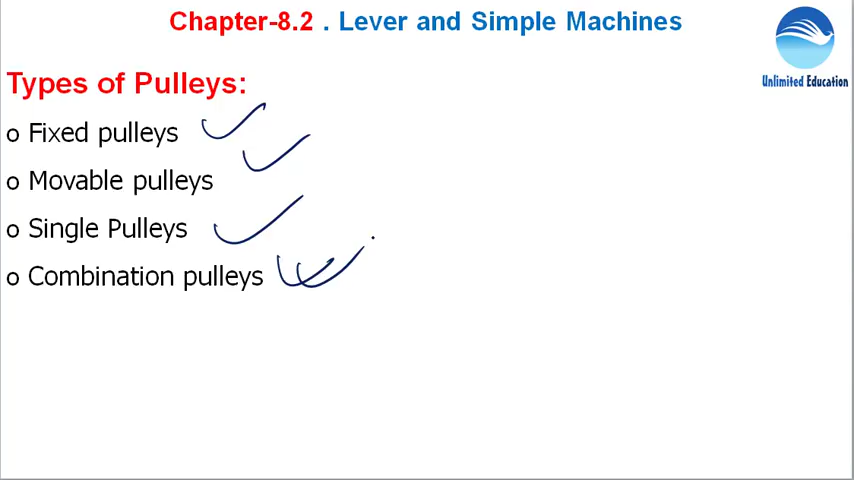 Chapter-8.2 . Lever and Simple Machines
Unlimited Education
Types of Pulleys:
o Fixed pulleys
o Movable pulleys
o Single Pulleys
o Combination pulleys